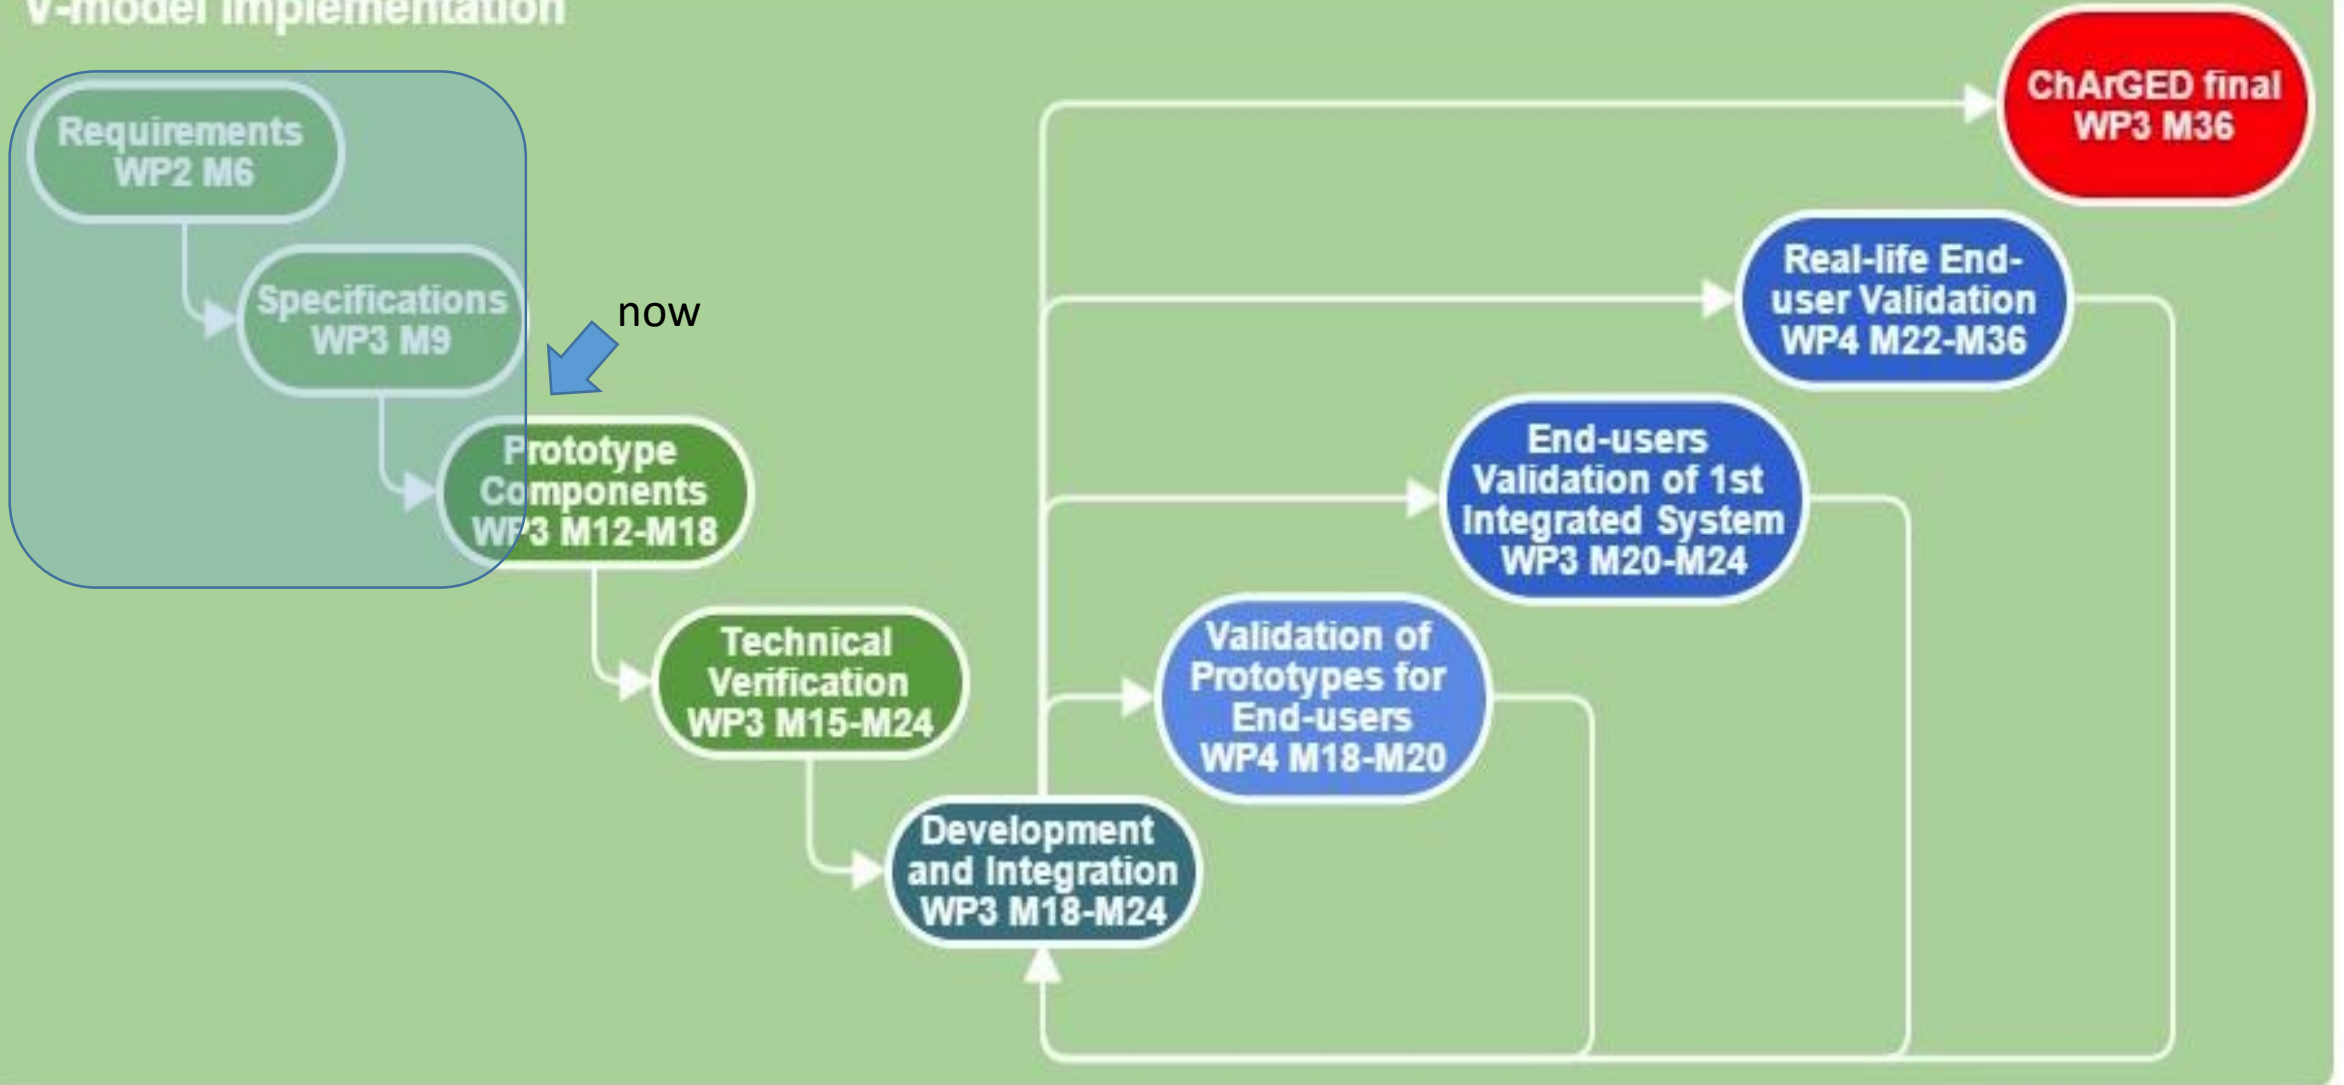 V-model Implementation
Requirements
WP2 M6
Specifications
WP3 M9
now
Prototype
Components
WP3 M12-M18
Technical
Verification
WP3 M15-M24
Development
and Integration
WP3 M18-M24
Validation of
Prototypes for
End-users
WP4 M18-M20
End-users
Validation of 1st
Integrated System
WP3 M20-M24
Real-life End-
user Validation
WP4 M22-M36
ChArGED final
WP3 M36